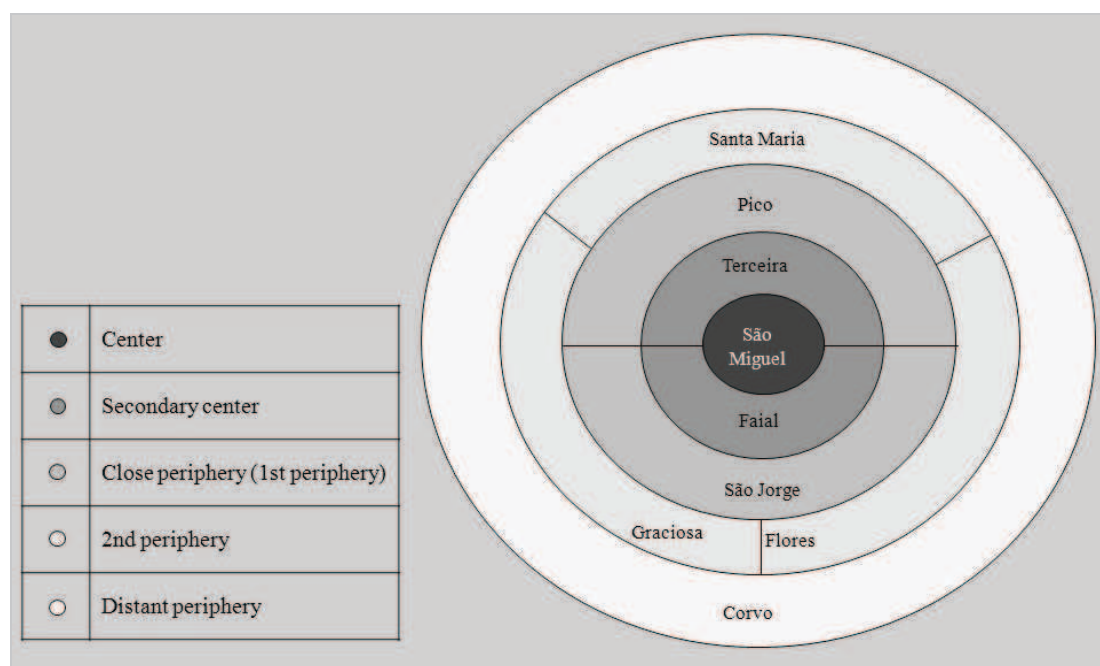 Center
Secondary center
Close periphery (1st periphery)
2nd periphery
Distant periphery
Santa Maria
Pico
Terceira
São
Miguel
Faial
São Jorge
Graciosa
Flores
Corvo